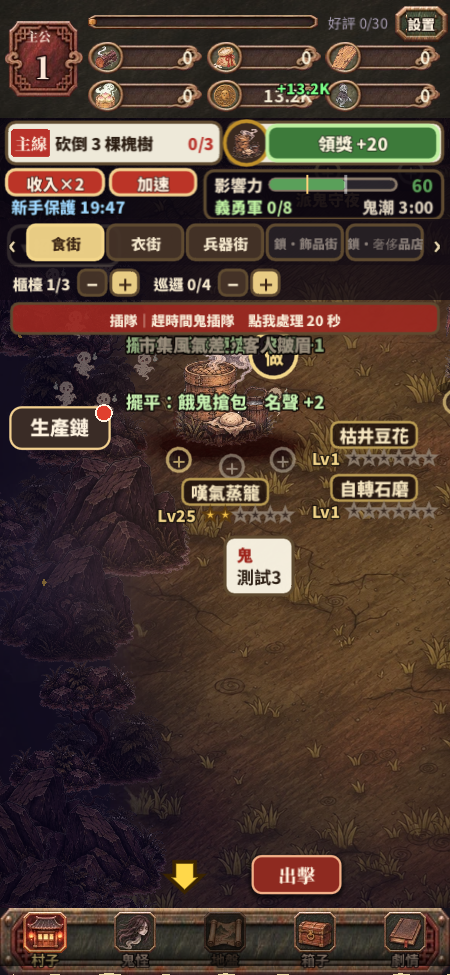 主公
1
好評 0/30
設置
0
0
0
0
13.2K
+13.2K
0
主線 砍倒 3 棵槐樹 0/3
領獎 +20
收入×2
加速
影響力 60
新手保護 19:47
義勇軍 0/8
鬼潮 3:00
食街
衣街
兵器街
鎖・飾品街
鎖・奢侈品店
櫃檯 1/3 − +
巡邏 0/4 − +
插隊｜趕時間鬼插隊 點我處理 20 秒
做
擺平：餓鬼搶包 名聲 +2
生產鏈
枯井豆花
Lv1
嘆氣蒸籠
Lv25
自轉石磨
Lv1
鬼
測試3
出擊
村子
鬼怪
地盤
箱子
劇情